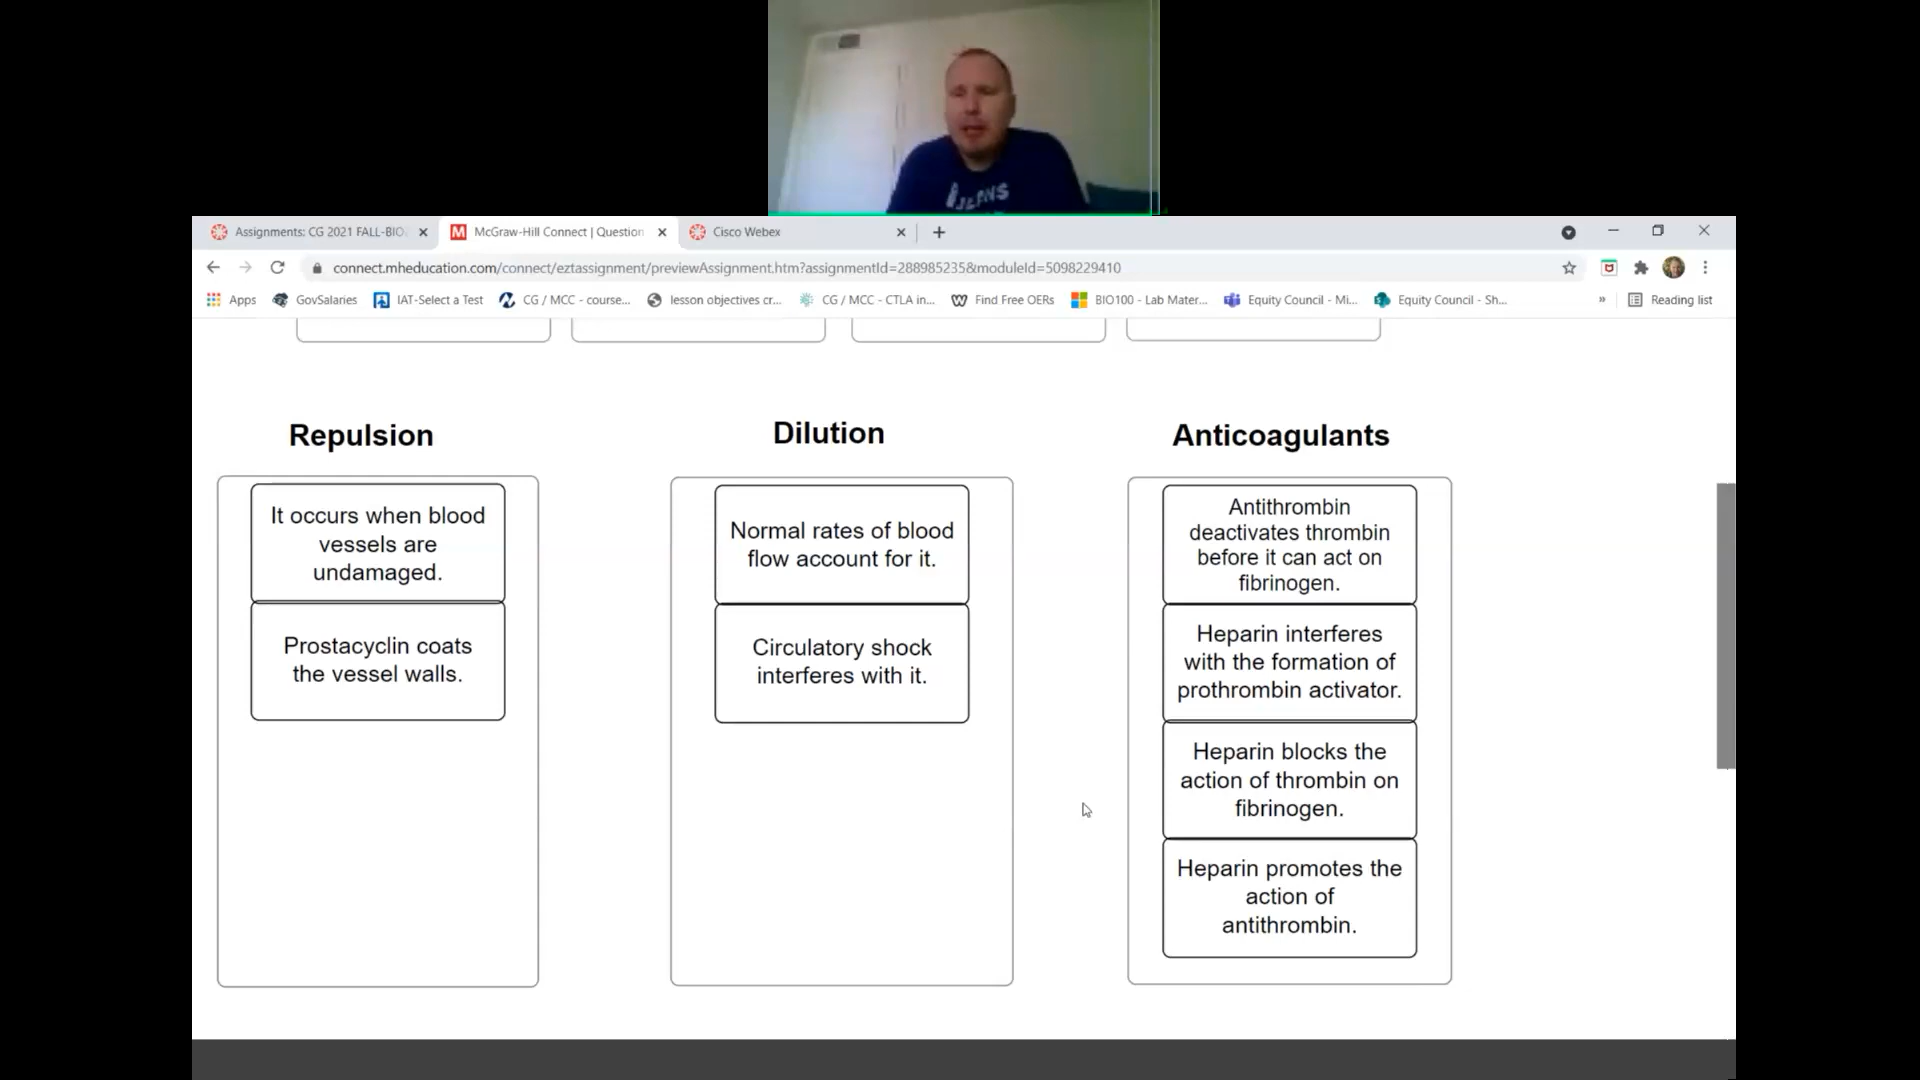 Assignments: CG 2021 FALL-BIO
McGraw-Hill Connect | Question
Cisco Webex
connect.mheducation.com/connect/eztassignment/previewAssignment.htm?assignmentId=288985235&moduleId=5098229410
Apps
GovSalaries
IAT-Select a Test
CG / MCC - course...
lesson objectives cr...
CG / MCC - CTLA in...
Find Free OERs
BIO100 - Lab Mater...
Equity Council - Mi...
Equity Council - Sh...
»
Reading list
Repulsion
It occurs when blood
vessels are
undamaged.
Prostacyclin coats
the vessel walls.
Dilution
Normal rates of blood
flow account for it.
Circulatory shock
interferes with it.
Anticoagulants
Antithrombin
deactivates thrombin
before it can act on
fibrinogen.
Heparin interferes
with the formation of
prothrombin activator.
Heparin blocks the
action of thrombin on
fibrinogen.
Heparin promotes the
action of
antithrombin.